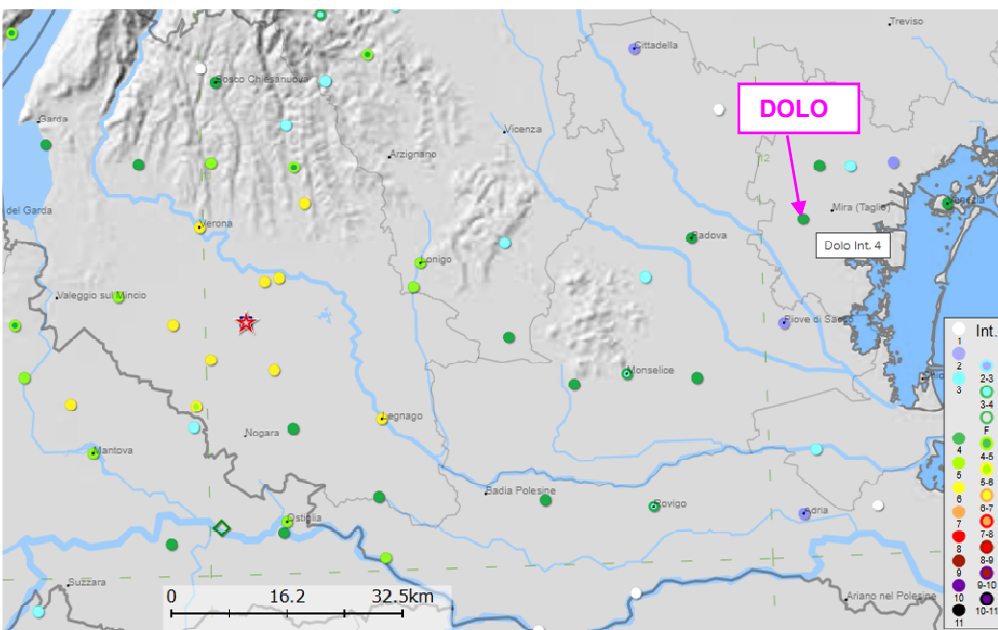 Treviso
Cittadella
Bosco Chiesanuova
DOLO
Garda
Vicenza
Arzignano
12
del Garda
Mira (Taglio)
Venezia
Verona
Padova
Dolo Int. 4
Lonigo
Valeggio sul Mincio
Piove di Sacco
Int.
1
2
2-3
3
3-4
F
4
4-5
5
5-6
6
6-7
7
7-8
8
8-9
9
9-10
10
10-11
11
Monselice
Legnago
Nogara
Mantova
Badia Polesine
Rovigo
Adria
Ostiglia
Suzzara
0
16.2
32.5km
Ariano nel Polesine